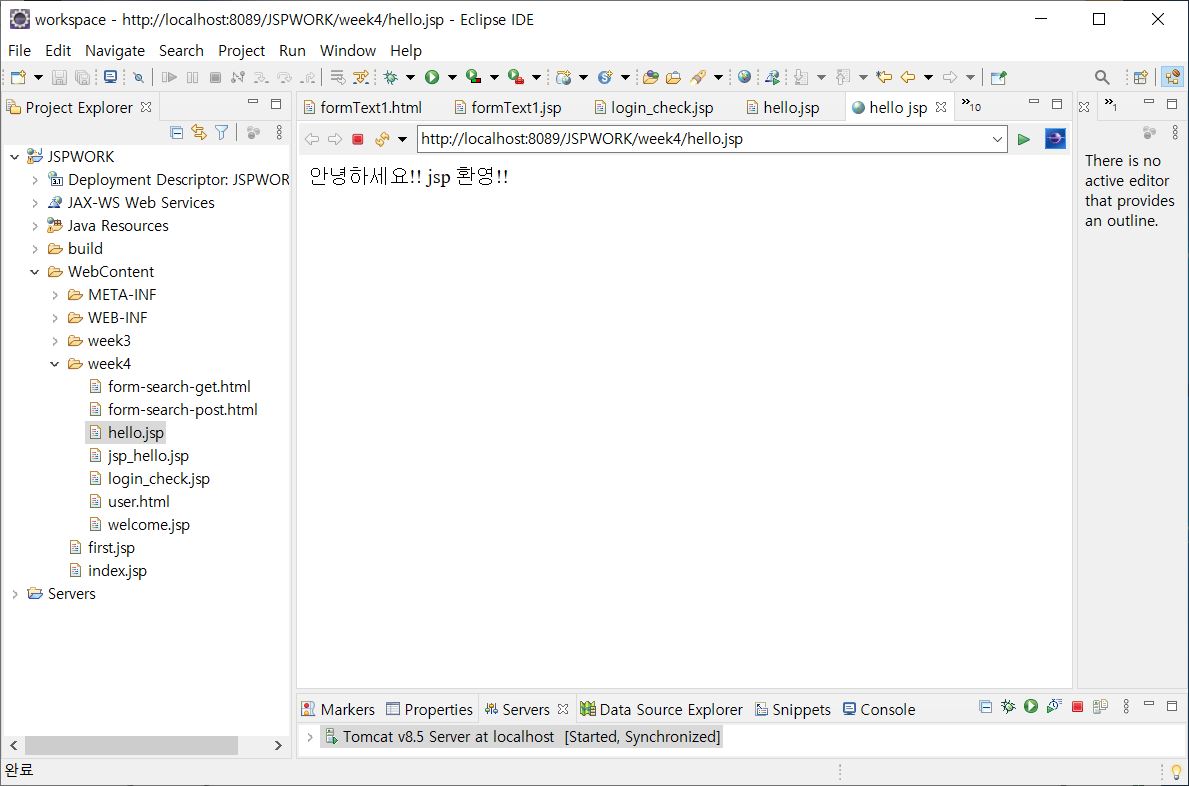 workspace - http://localhost:8089/JSPWORK/week4/hello.jsp - Eclipse IDE
File Edit Navigate Search Project Run Window Help
Project Explorer
formText1.html formText1.jsp login_check.jsp hello.jsp hello jsp »10
»1
http://localhost:8089/JSPWORK/week4/hello.jsp
안녕하세요!! jsp 환영!!
There is no
active editor
that provides
an outline.
JSPWORK
Deployment Descriptor: JSPWOR
JAX-WS Web Services
Java Resources
build
WebContent
META-INF
WEB-INF
week3
week4
form-search-get.html
form-search-post.html
hello.jsp
jsp_hello.jsp
login_check.jsp
user.html
welcome.jsp
first.jsp
index.jsp
Servers
Markers Properties Servers Data Source Explorer Snippets Console
Tomcat v8.5 Server at localhost [Started, Synchronized]
완료